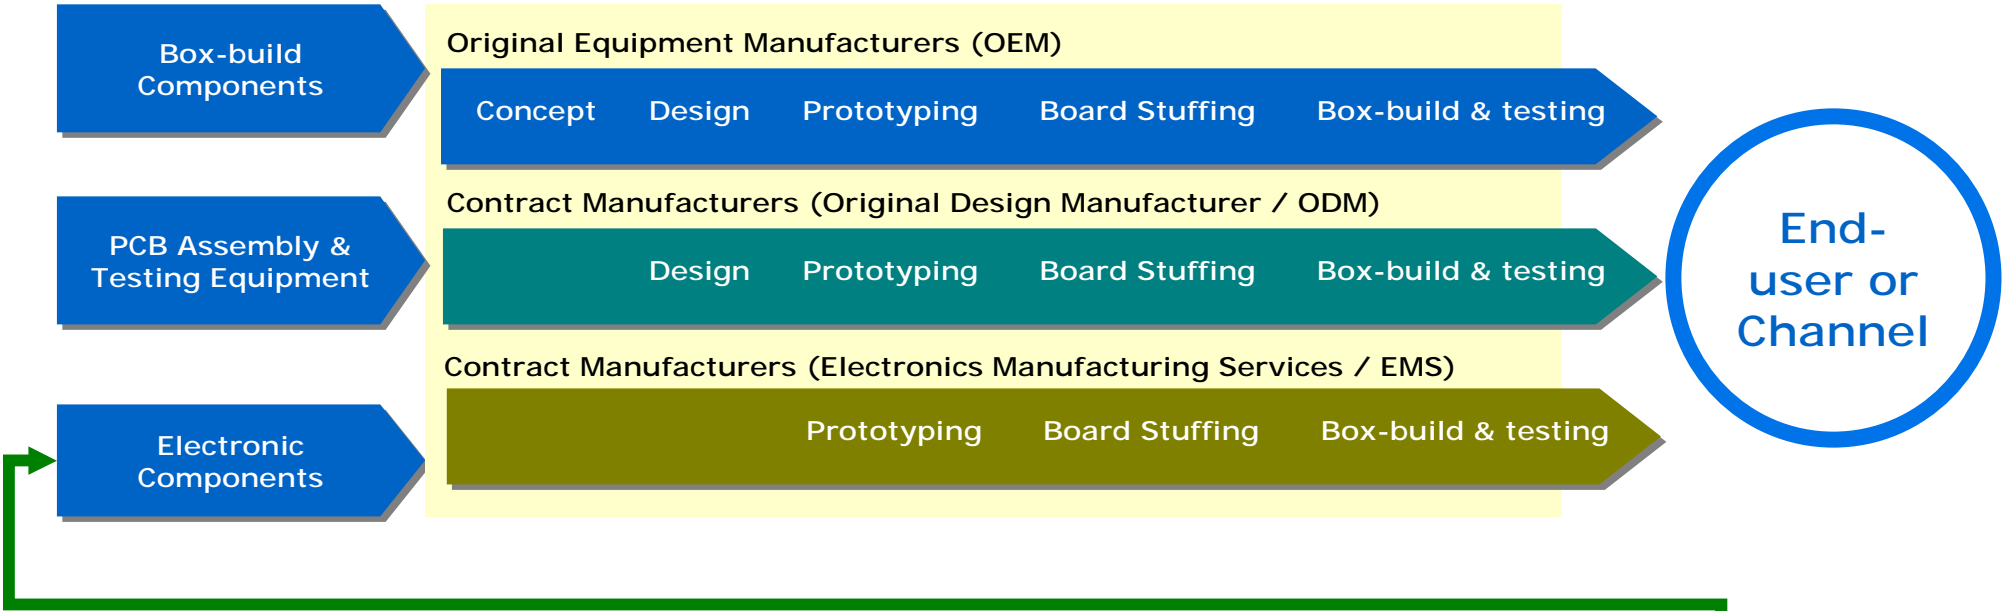 Box-build
Components
Original Equipment Manufacturers (OEM)
Concept Design Prototyping Board Stuffing Box-build & testing
Contract Manufacturers (Original Design Manufacturer / ODM)
PCB Assembly &
Testing Equipment
Design Prototyping Board Stuffing Box-build & testing
Contract Manufacturers (Electronics Manufacturing Services / EMS)
Electronic
Components
Prototyping Board Stuffing Box-build & testing
End-
user or
Channel